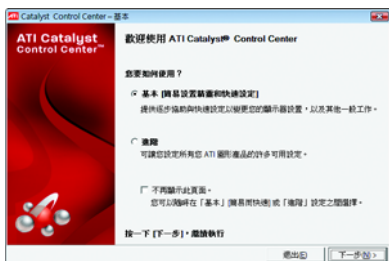 ATI Catalyst Control Center – 基本
ATI Catalyst
Control Center™
歡迎使用 ATI Catalyst® Control Center
您要如何使用？
基本 [簡易設置精靈和快速設定]
提供逐步協助與快速設定以變更您的顯示器設置，以及其他一般工作。
進階
可讓您設定所有您 ATI 圖形產品的許多可用設定。
不再顯示此頁面。
您可以隨時在「基本」[簡易而快速] 或「進階」設定之間選擇。
按一下 [下一步]，繼續執行
退出(E)
下一步(N) >